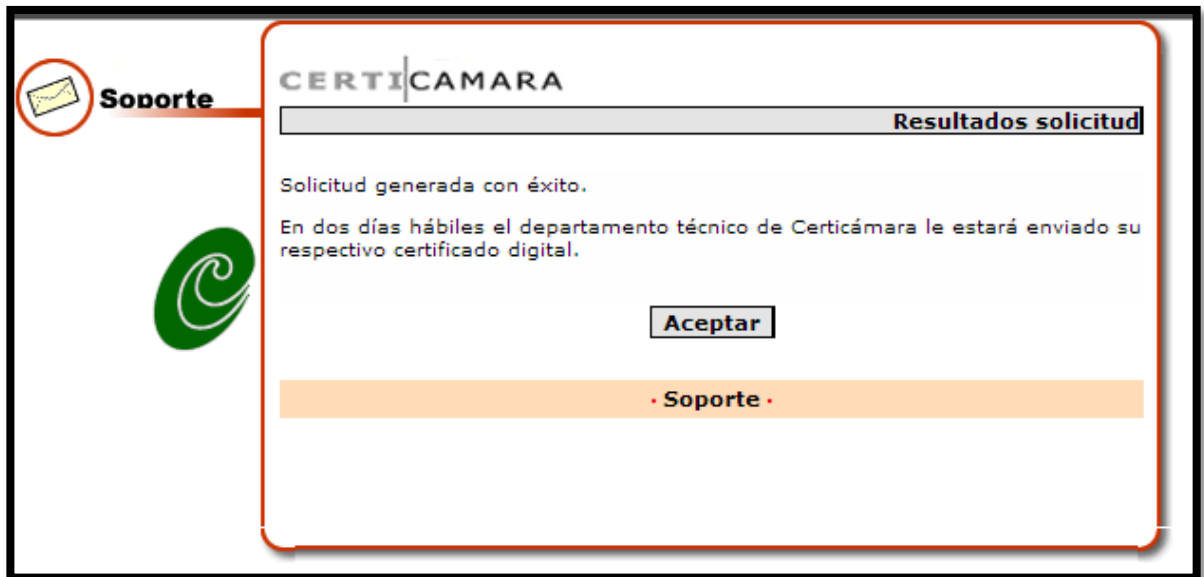 Soporte
CERTICAMARA
Resultados solicitud
Solicitud generada con éxito.
En dos días hábiles el departamento técnico de Certicámara le estará enviado su
respectivo certificado digital.
Aceptar
· Soporte ·